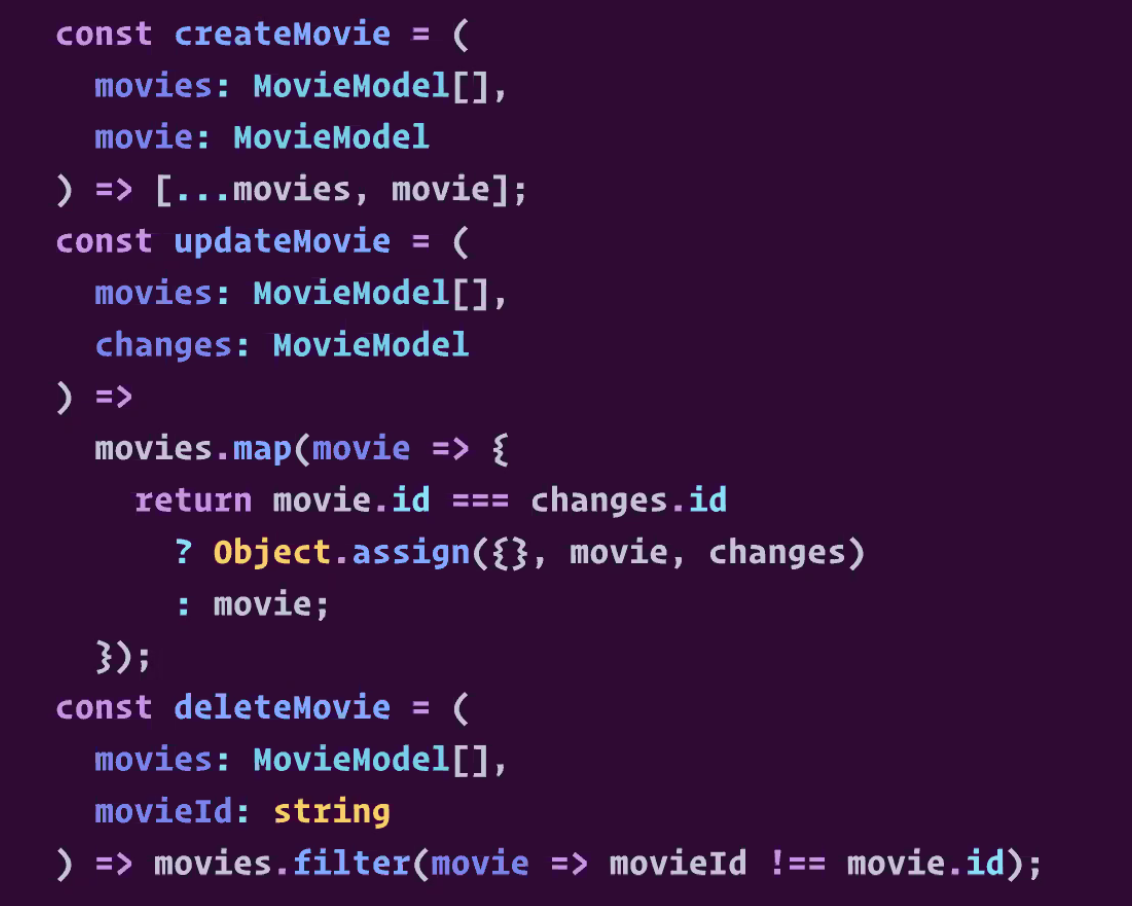 const createMovie = (
  movies: MovieModel[],
  movie: MovieModel
) => [...movies, movie];
const updateMovie = (
  movies: MovieModel[],
  changes: MovieModel
) =>
  movies.map(movie => {
    return movie.id === changes.id
      ? Object.assign({}, movie, changes)
      : movie;
  });
const deleteMovie = (
  movies: MovieModel[],
  movieId: string
) => movies.filter(movie => movieId !== movie.id);